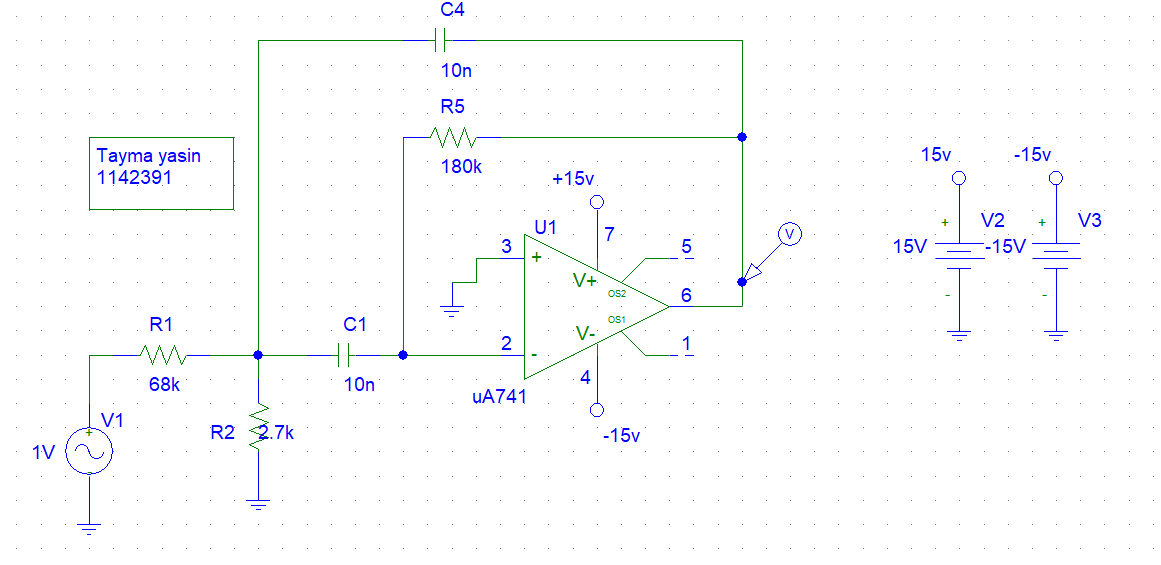 C4
10n
R5
180k
Tayma yasin
1142391
+15v
U1
7
3
+
V+
OS2
5
6
OS1
V-
1
2
-
4
uA741
-15v
V
R1
68k
C1
10n
V1
+
1V
-
R2
2.7k
15v
-15v
+
V2
15V
-
+
V3
-15V
-